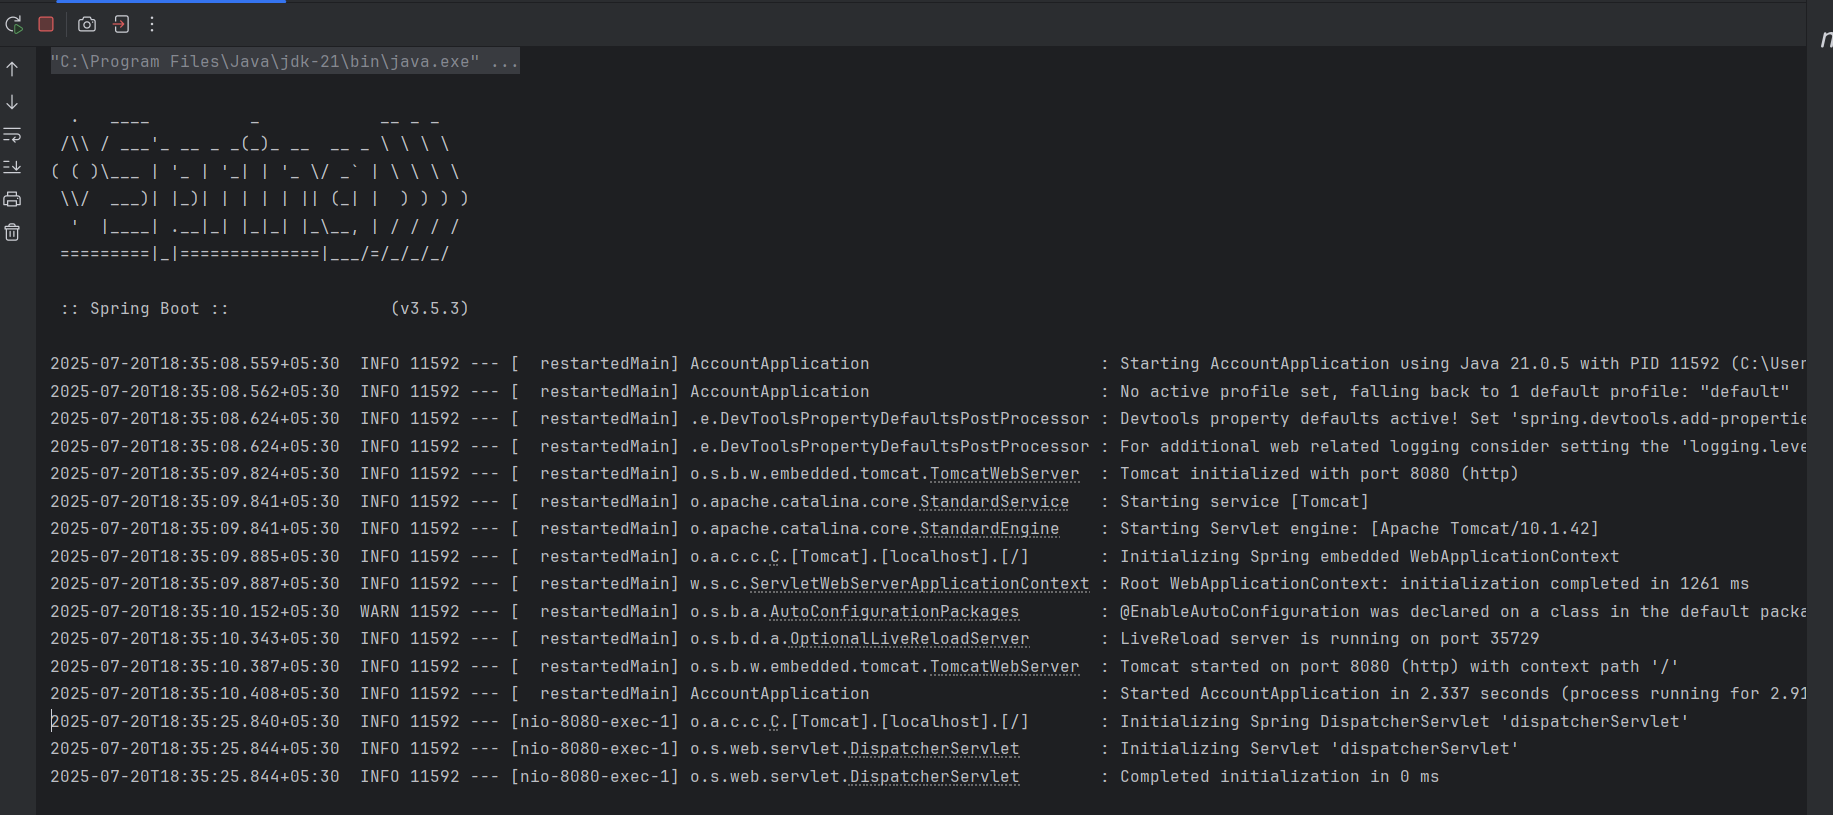 "C:\Program Files\Java\jdk-21\bin\java.exe" ...
  .   ____          _            __ _ _
 /\\ / ___'_ __ _ _(_)_ __  __ _ \ \ \ \
( ( )\___ | '_ | '_| | '_ \/ _` | \ \ \ \
 \\/  ___)| |_)| | | | | || (_| |  ) ) ) )
  '  |____| .__|_| |_|_| |_\__, | / / / /
 =========|_|==============|___/=/_/_/_/
 :: Spring Boot ::                (v3.5.3)
2025-07-20T18:35:08.559+05:30  INFO 11592 --- [  restartedMain] AccountApplication                       : Starting AccountApplication using Java 21.0.5 with PID 11592 (C:\User
2025-07-20T18:35:08.562+05:30  INFO 11592 --- [  restartedMain] AccountApplication                       : No active profile set, falling back to 1 default profile: "default"
2025-07-20T18:35:08.624+05:30  INFO 11592 --- [  restartedMain] .e.DevToolsPropertyDefaultsPostProcessor : Devtools property defaults active! Set 'spring.devtools.add-propertie
2025-07-20T18:35:08.624+05:30  INFO 11592 --- [  restartedMain] .e.DevToolsPropertyDefaultsPostProcessor : For additional web related logging consider setting the 'logging.leve
2025-07-20T18:35:09.824+05:30  INFO 11592 --- [  restartedMain] o.s.b.w.embedded.tomcat.TomcatWebServer  : Tomcat initialized with port 8080 (http)
2025-07-20T18:35:09.841+05:30  INFO 11592 --- [  restartedMain] o.apache.catalina.core.StandardService   : Starting service [Tomcat]
2025-07-20T18:35:09.841+05:30  INFO 11592 --- [  restartedMain] o.apache.catalina.core.StandardEngine    : Starting Servlet engine: [Apache Tomcat/10.1.42]
2025-07-20T18:35:09.885+05:30  INFO 11592 --- [  restartedMain] o.a.c.c.C.[Tomcat].[localhost].[/]       : Initializing Spring embedded WebApplicationContext
2025-07-20T18:35:09.887+05:30  INFO 11592 --- [  restartedMain] w.s.c.ServletWebServerApplicationContext : Root WebApplicationContext: initialization completed in 1261 ms
2025-07-20T18:35:10.152+05:30  WARN 11592 --- [  restartedMain] o.s.b.a.AutoConfigurationPackages        : @EnableAutoConfiguration was declared on a class in the default packa
2025-07-20T18:35:10.343+05:30  INFO 11592 --- [  restartedMain] o.s.b.d.a.OptionalLiveReloadServer       : LiveReload server is running on port 35729
2025-07-20T18:35:10.387+05:30  INFO 11592 --- [  restartedMain] o.s.b.w.embedded.tomcat.TomcatWebServer  : Tomcat started on port 8080 (http) with context path '/'
2025-07-20T18:35:10.408+05:30  INFO 11592 --- [  restartedMain] AccountApplication                       : Started AccountApplication in 2.337 seconds (process running for 2.91
2025-07-20T18:35:25.840+05:30  INFO 11592 --- [nio-8080-exec-1] o.a.c.c.C.[Tomcat].[localhost].[/]       : Initializing Spring DispatcherServlet 'dispatcherServlet'
2025-07-20T18:35:25.844+05:30  INFO 11592 --- [nio-8080-exec-1] o.s.web.servlet.DispatcherServlet        : Initializing Servlet 'dispatcherServlet'
2025-07-20T18:35:25.844+05:30  INFO 11592 --- [nio-8080-exec-1] o.s.web.servlet.DispatcherServlet        : Completed initialization in 0 ms